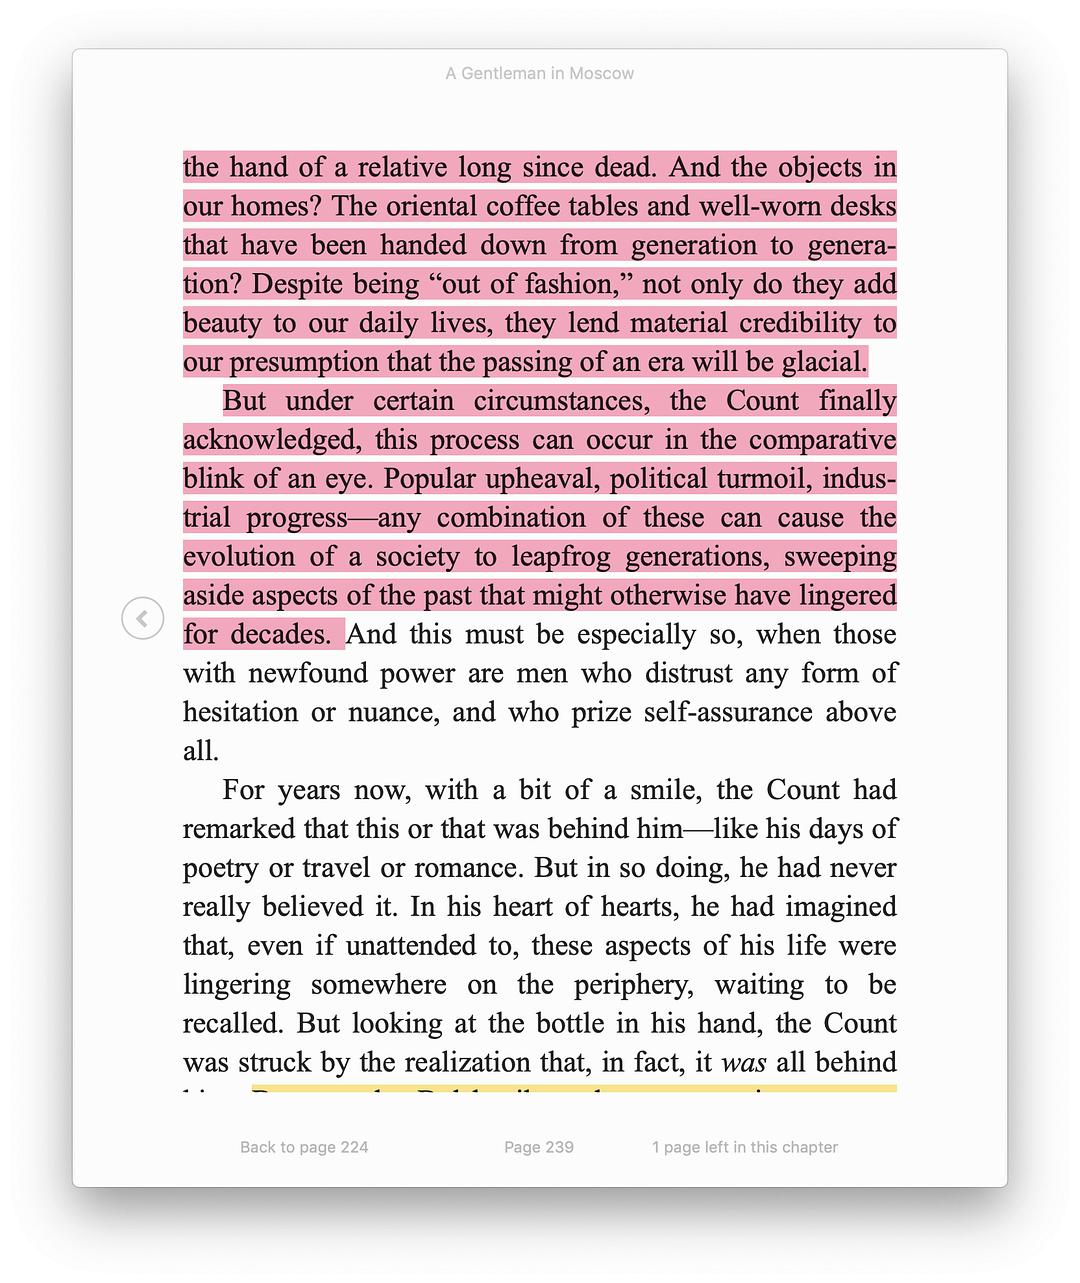 A Gentleman in Moscow
the hand of a relative long since dead. And the objects in
our homes? The oriental coffee tables and well-worn desks
that have been handed down from generation to genera-
tion? Despite being “out of fashion,” not only do they add
beauty to our daily lives, they lend material credibility to
our presumption that the passing of an era will be glacial.
But under certain circumstances, the Count finally
acknowledged, this process can occur in the comparative
blink of an eye. Popular upheaval, political turmoil, indus-
trial progress—any combination of these can cause the
evolution of a society to leapfrog generations, sweeping
aside aspects of the past that might otherwise have lingered
for decades. And this must be especially so, when those
with newfound power are men who distrust any form of
hesitation or nuance, and who prize self-assurance above
all.
For years now, with a bit of a smile, the Count had
remarked that this or that was behind him—like his days of
poetry or travel or romance. But in so doing, he had never
really believed it. In his heart of hearts, he had imagined
that, even if unattended to, these aspects of his life were
lingering somewhere on the periphery, waiting to be
recalled. But looking at the bottle in his hand, the Count
was struck by the realization that, in fact, it was all behind
Back to page 224
Page 239
1 page left in this chapter